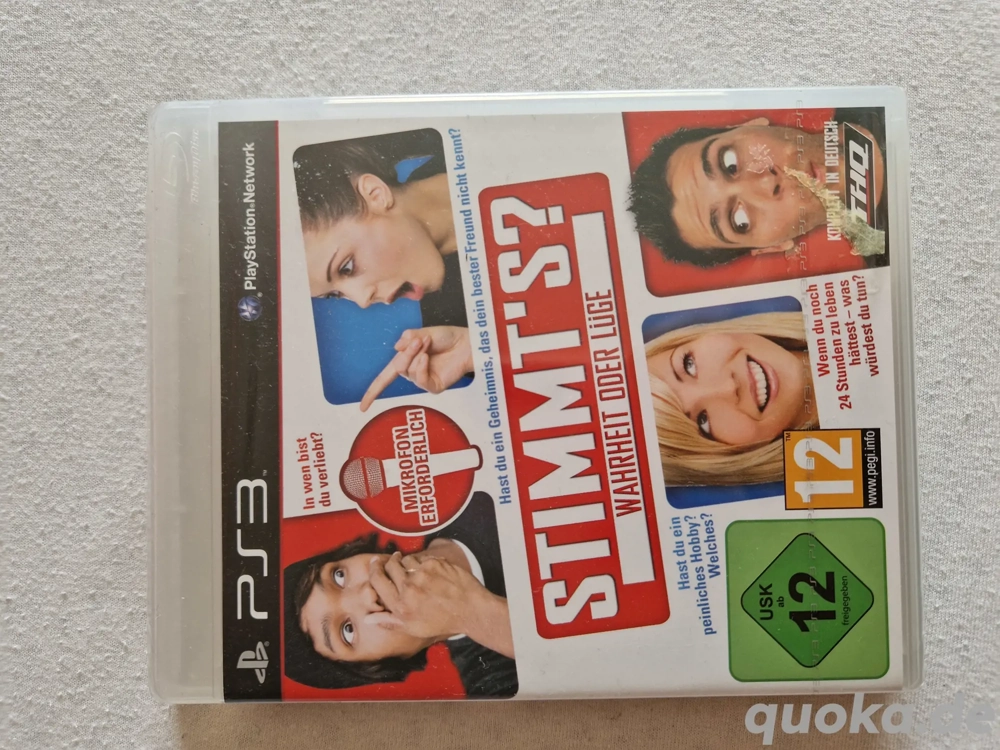 PS3™
PlayStation®Network
In wen bist
du verliebt?
MIKROFON
ERFORDERLICH
Hast du ein Geheimnis, das dein bester Freund nicht kennt?
STIMMT'S?
WAHRHEIT ODER LÜGE
Hast du ein
peinliches Hobby?
Welches?
Wenn du noch
24 Stunden zu leben
hättest – was
würdest du tun?
USK
ab
12
freigegeben
12
™
www.pegi.info
KOMPLETT IN DEUTSCH
THQ
quoka.de